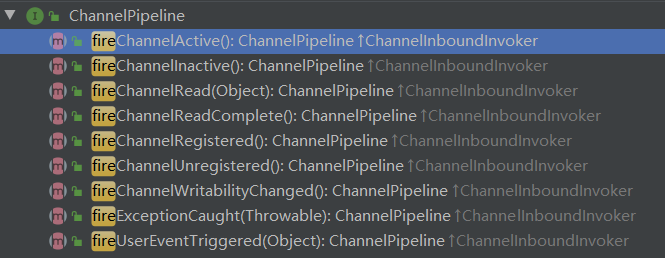 ChannelPipeline
fireChannelActive(): ChannelPipeline ↑ChannelInboundInvoker
fireChannelInactive(): ChannelPipeline ↑ChannelInboundInvoker
fireChannelRead(Object): ChannelPipeline ↑ChannelInboundInvoker
fireChannelReadComplete(): ChannelPipeline ↑ChannelInboundInvoker
fireChannelRegistered(): ChannelPipeline ↑ChannelInboundInvoker
fireChannelUnregistered(): ChannelPipeline ↑ChannelInboundInvoker
fireChannelWritabilityChanged(): ChannelPipeline ↑ChannelInboundInvoker
fireExceptionCaught(Throwable): ChannelPipeline ↑ChannelInboundInvoker
fireUserEventTriggered(Object): ChannelPipeline ↑ChannelInboundInvoker